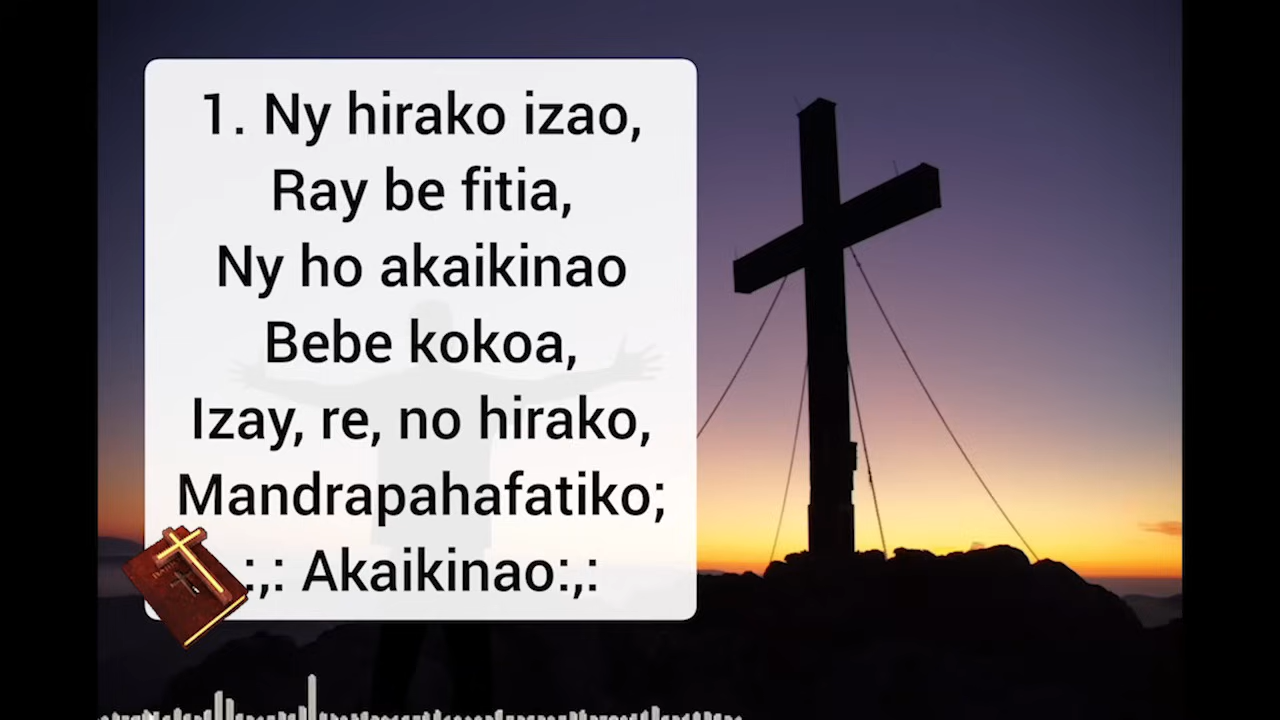 1. Ny hirako izao,
Ray be fitia,
Ny ho akaikinao
Bebe kokoa,
Izay, re, no hirako,
Mandrapahafatiko;
:,: Akaikinao:,: